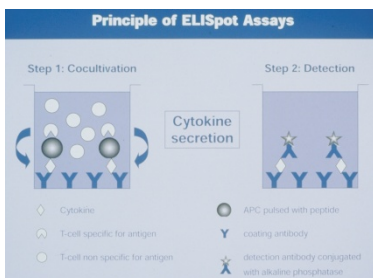 Principle of ELISpot Assays
Step 1: Cocultivation
Step 2: Detection
Cytokine
secretion
Cytokine
T-cell specific for antigen
T-cell non specific for antigen
APC pulsed with peptide
coating antibody
detection antibody conjugated
with alkaline phosphatase